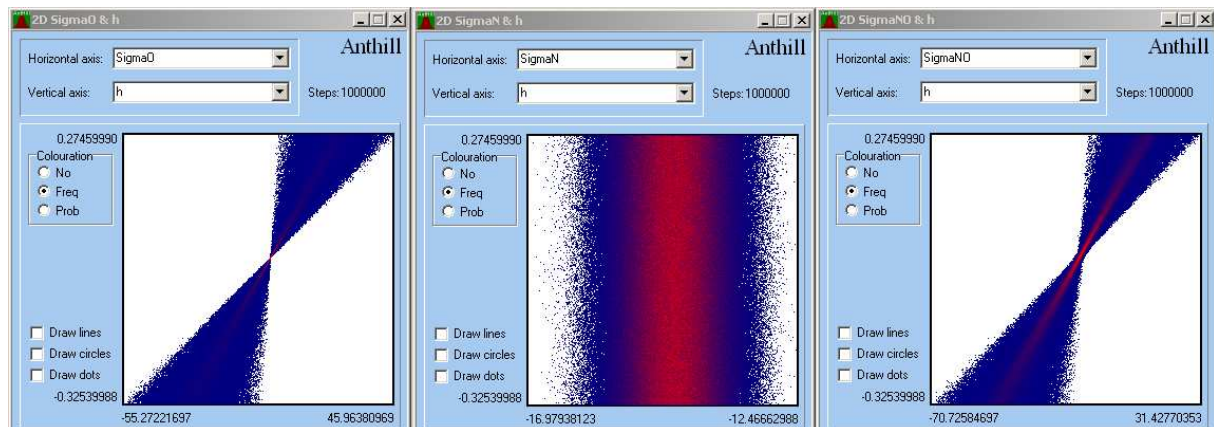 2D SigmaO & h
Anthill
Horizontal axis: SigmaO
Vertical axis: h
Steps: 1000000
0.27459990
Colouration
No
Freq
Prob
Draw lines
Draw circles
Draw dots
-0.32539988
-55.27221697 45.96380969
2D SigmaN & h
Anthill
Horizontal axis: SigmaN
Vertical axis: h
Steps: 1000000
0.27459990
Colouration
No
Freq
Prob
Draw lines
Draw circles
Draw dots
-0.32539988
-16.97938123 -12.46662988
2D SigmaNO & h
Anthill
Horizontal axis: SigmaNO
Vertical axis: h
Steps: 1000000
0.27459990
Colouration
No
Freq
Prob
Draw lines
Draw circles
Draw dots
-0.32539988
-70.72584697 31.42770353